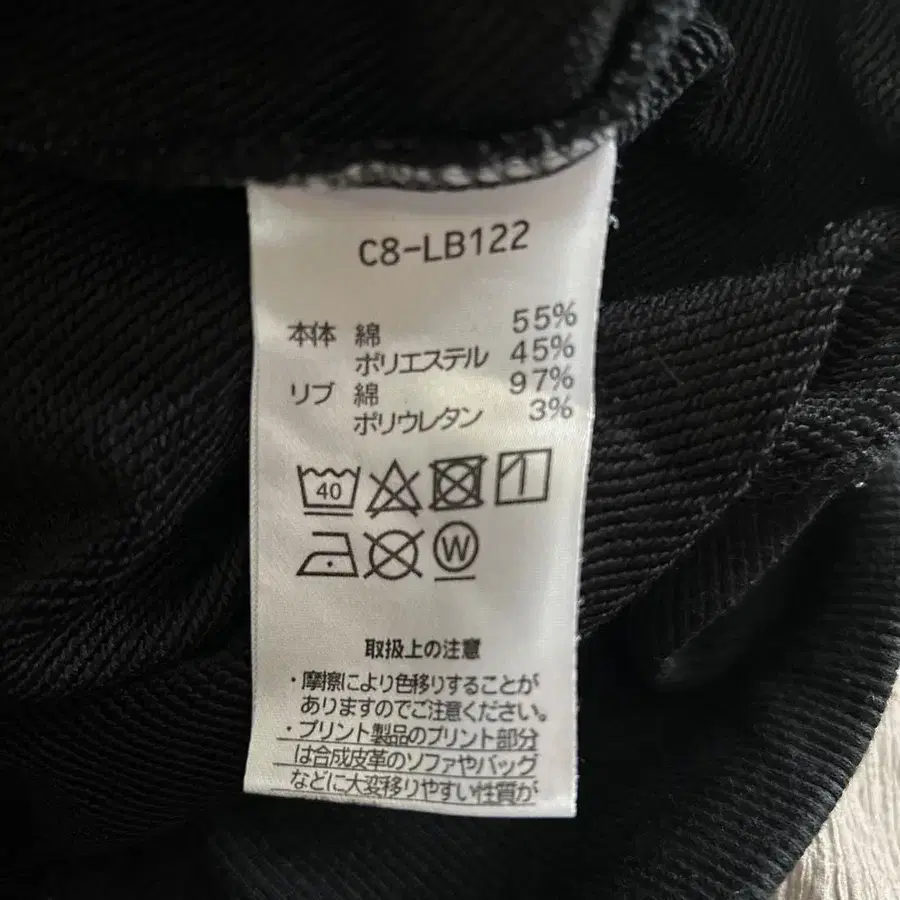 C8-LB122
本体 綿 55%
ポリエステル 45%
リブ 綿 97%
ポリウレタン 3%
40
W
取扱上の注意
・摩擦により色移りすることが
ありますのでご注意ください。
・プリント製品のプリント部分
は合成皮革のソファやバッグ
などに大変移りやすい性質が